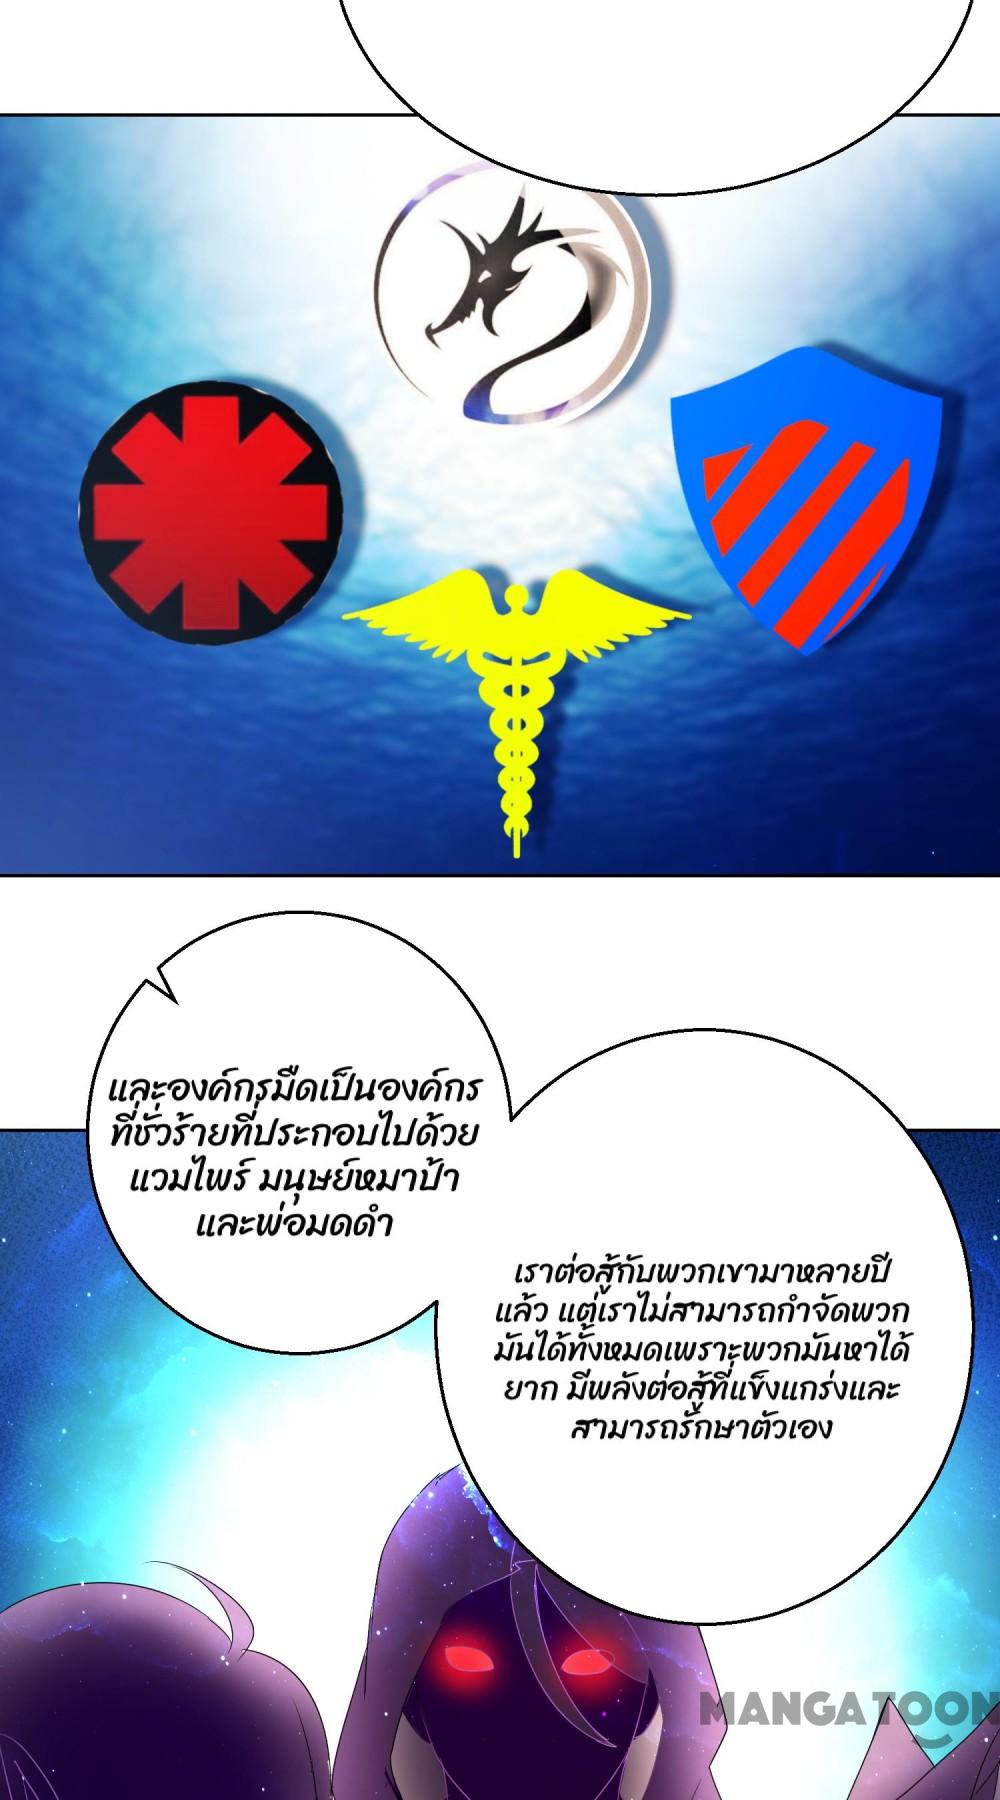 และองค์กรมืดเป็นองค์กร
ที่ชั่วร้ายที่ประกอบไปด้วย
แวมไพร์ มนุษย์หมาป้า
และพ่อมดดำ
เราต่อสู้กับพวกเขามาหลายปี
แล้ว แต่เราไม่สามารถกำจัดพวก
มันได้ทั้งหมดเพราะพวกมันหาได้
ยาก มีพลังต่อสู้ที่แข็งแกร่งและ
สามารถรักษาตัวเอง
MANGATOON